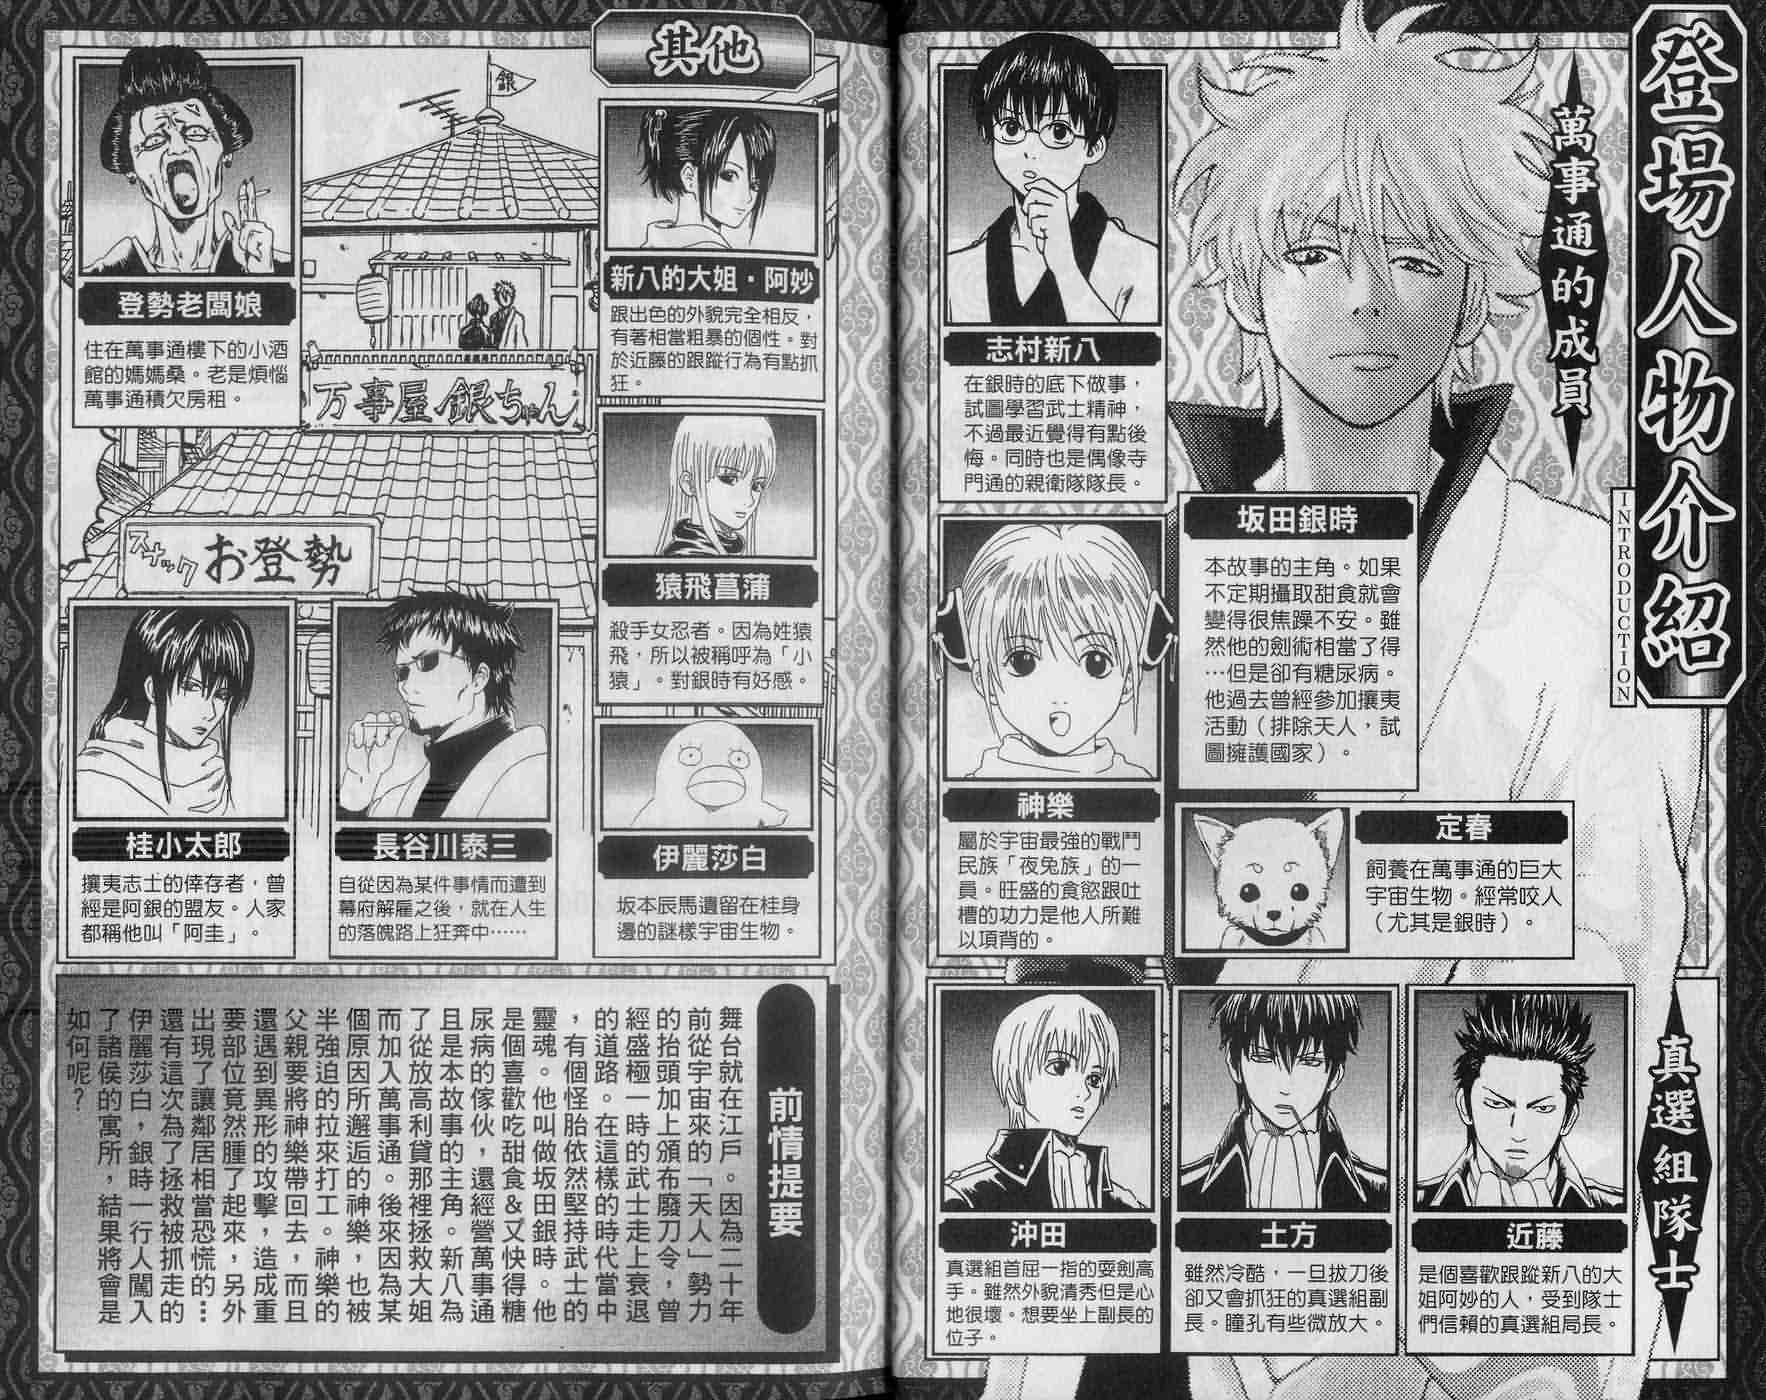 登場人物介紹
INTRODUCTION
萬事通的成員
坂田銀時
本故事的主角。如果
不定期攝取甜食就會
變得很焦躁不安。雖
然他的劍術相當了得
…但是卻有糖尿病。
他過去曾經參加攘夷
活動（排除天人，試
圖擁護國家）。
志村新八
在銀時的底下做事，
試圖學習武士精神，
不過最近覺得有點後
悔。同時也是偶像寺
門通的親衛隊隊長。
神樂
屬於宇宙最強的戰鬥
民族「夜兔族」的一
員。旺盛的食慾跟吐
槽的功力是他人所難
以項背的。
定春
飼養在萬事通的巨大
宇宙生物。經常咬人
（尤其是銀時）。
真選組隊士
近藤
是個喜歡跟蹤新八的大
姐阿妙的人，受到隊士
們信賴的真選組局長。
土方
雖然冷酷，一旦拔刀後
卻又會抓狂的真選組副
長。瞳孔有些微放大。
沖田
真選組首屈一指的耍劍高
手。雖然外貌清秀但是心
地很壞。想要坐上副長的
位子。
其他
新八的大姐・阿妙
跟出色的外貌完全相反，
有著相當粗暴的個性。對
於近藤的跟蹤行為有點抓
狂。
猿飛菖蒲
殺手女忍者。因為姓猿
飛，所以被稱呼為「小
猿」。對銀時有好感。
伊麗莎白
坂本辰馬遺留在桂身
邊的謎樣宇宙生物。
登勢老闆娘
住在萬事通樓下的小酒
館的媽媽桑。老是煩惱
萬事通積欠房租。
銀
万事屋銀ちゃん
スナック
お登勢
長谷川泰三
自從因為某件事情而遭到
幕府解雇之後，就在人生
的落魄路上狂奔中……
桂小太郎
攘夷志士的倖存者，曾
經是阿銀的盟友。人家
都稱他叫「阿圭」。
前情提要
舞台就在江戶。因為二十年
前從宇宙來的「天人」勢力
的抬頭加上頒布廢刀令，曾
經盛極一時的武士走上衰退
的道路。在這樣的時代當中
，有個怪胎依然堅持武士的
靈魂。他叫做坂田銀時。他
是個喜歡吃甜食&又快得糖
尿病的傢伙，還經營萬事通
且是本故事的主角。新八為
了從放高利貸那裡拯救大姐
而加入萬事通。後來因為某
個原因所邂逅的神樂，也被
半強迫的拉來打工。神樂的
父親要將神樂帶回去，而且
還遇到異形的攻擊，造成重
要部位竟然腫了起來，另外
出現了讓鄰居相當恐慌的…
還有這次為了拯救被抓走的
伊麗莎白，銀時一行人闖入
了諸侯的寓所，結果將會是
如何呢？